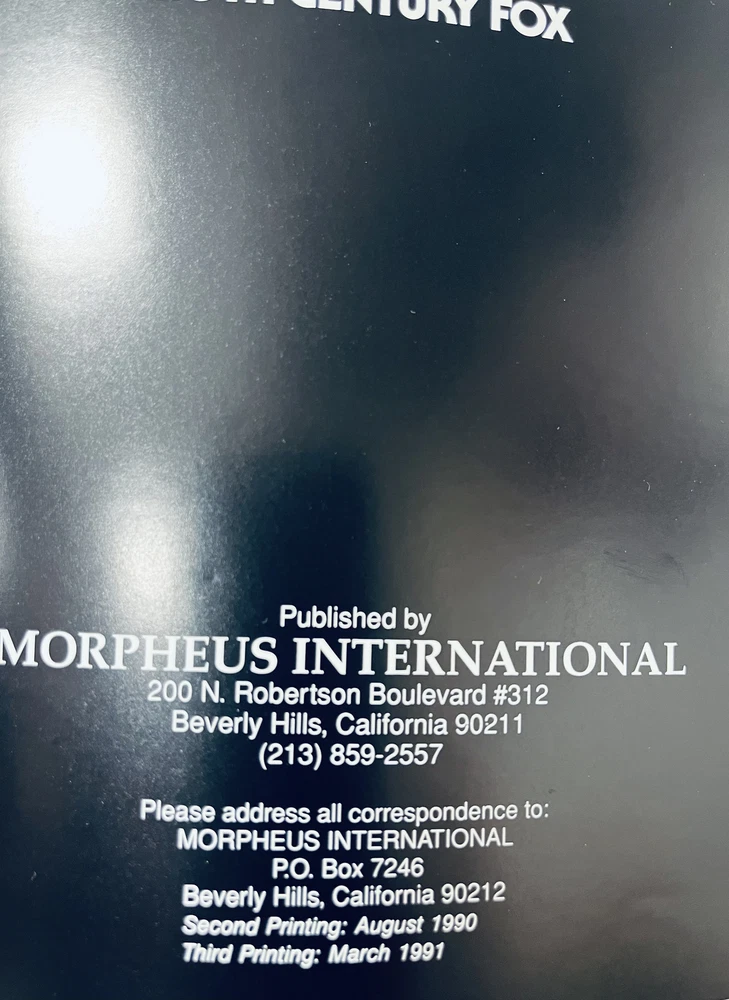 CENTURY FOX
Published by
MORPHEUS INTERNATIONAL
200 N. Robertson Boulevard #312
Beverly Hills, California 90211
(213) 859-2557
Please address all correspondence to:
MORPHEUS INTERNATIONAL
P.O. Box 7246
Beverly Hills, California 90212
Second Printing: August 1990
Third Printing: March 1991